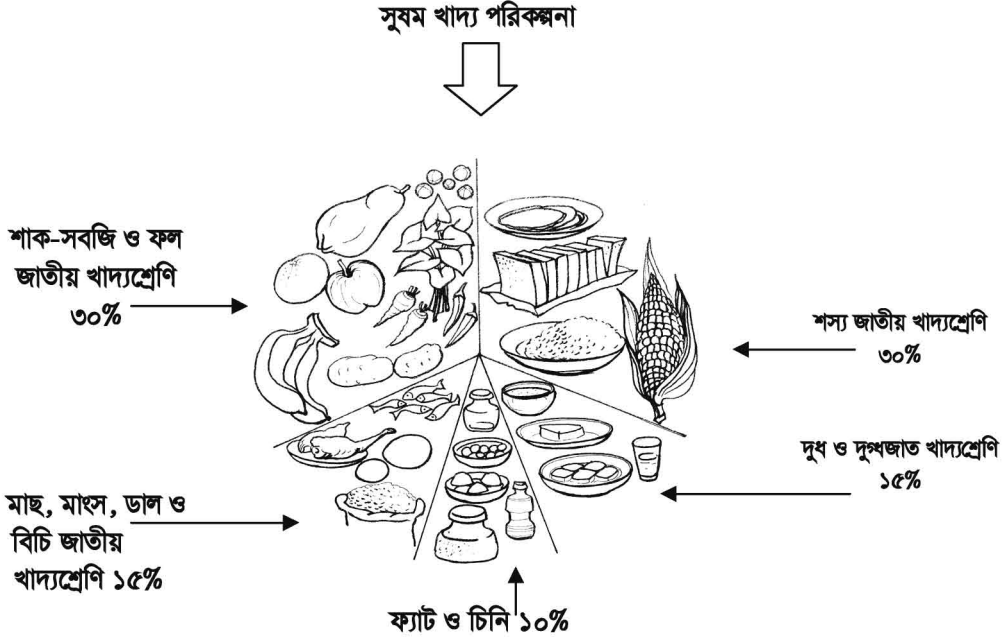 সুষম খাদ্য পরিকল্পনা
শাক-সবজি ও ফল
জাতীয় খাদ্যশ্রেণি
৩০%
শস্য জাতীয় খাদ্যশ্রেণি
৩০%
দুধ ও দুগ্ধজাত খাদ্যশ্রেণি
১৫%
মাছ, মাংস, ডাল ও
বিচি জাতীয়
খাদ্যশ্রেণি ১৫%
ফ্যাট ও চিনি ১০%